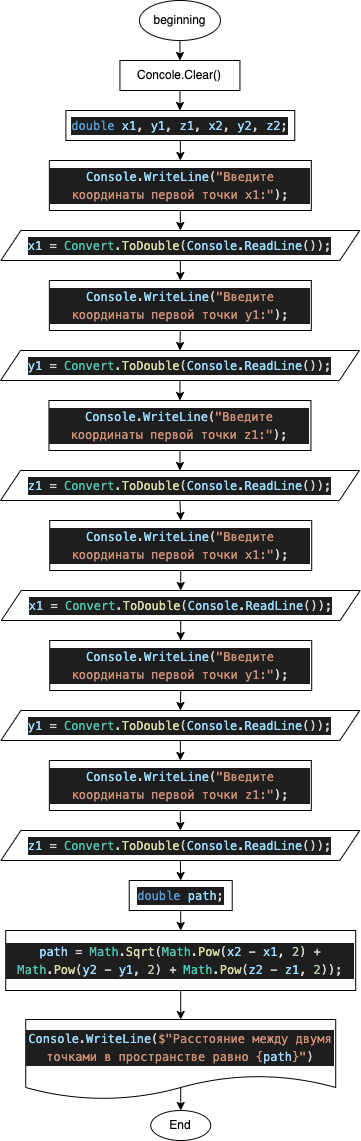 beginning
Concole.Clear()
double x1, y1, z1, x2, y2, z2;
Console.WriteLine("Введите
координаты первой точки x1:");
x1 = Convert.ToDouble(Console.ReadLine());
Console.WriteLine("Введите
координаты первой точки y1:");
y1 = Convert.ToDouble(Console.ReadLine());
Console.WriteLine("Введите
координаты первой точки z1:");
z1 = Convert.ToDouble(Console.ReadLine());
Console.WriteLine("Введите
координаты первой точки x1:");
x1 = Convert.ToDouble(Console.ReadLine());
Console.WriteLine("Введите
координаты первой точки y1:");
y1 = Convert.ToDouble(Console.ReadLine());
Console.WriteLine("Введите
координаты первой точки z1:");
z1 = Convert.ToDouble(Console.ReadLine());
double path;
path = Math.Sqrt(Math.Pow(x2 - x1, 2) +
Math.Pow(y2 - y1, 2) + Math.Pow(z2 - z1, 2));
Console.WriteLine($"Расстояние между двумя
точками в пространстве равно {path}")
End